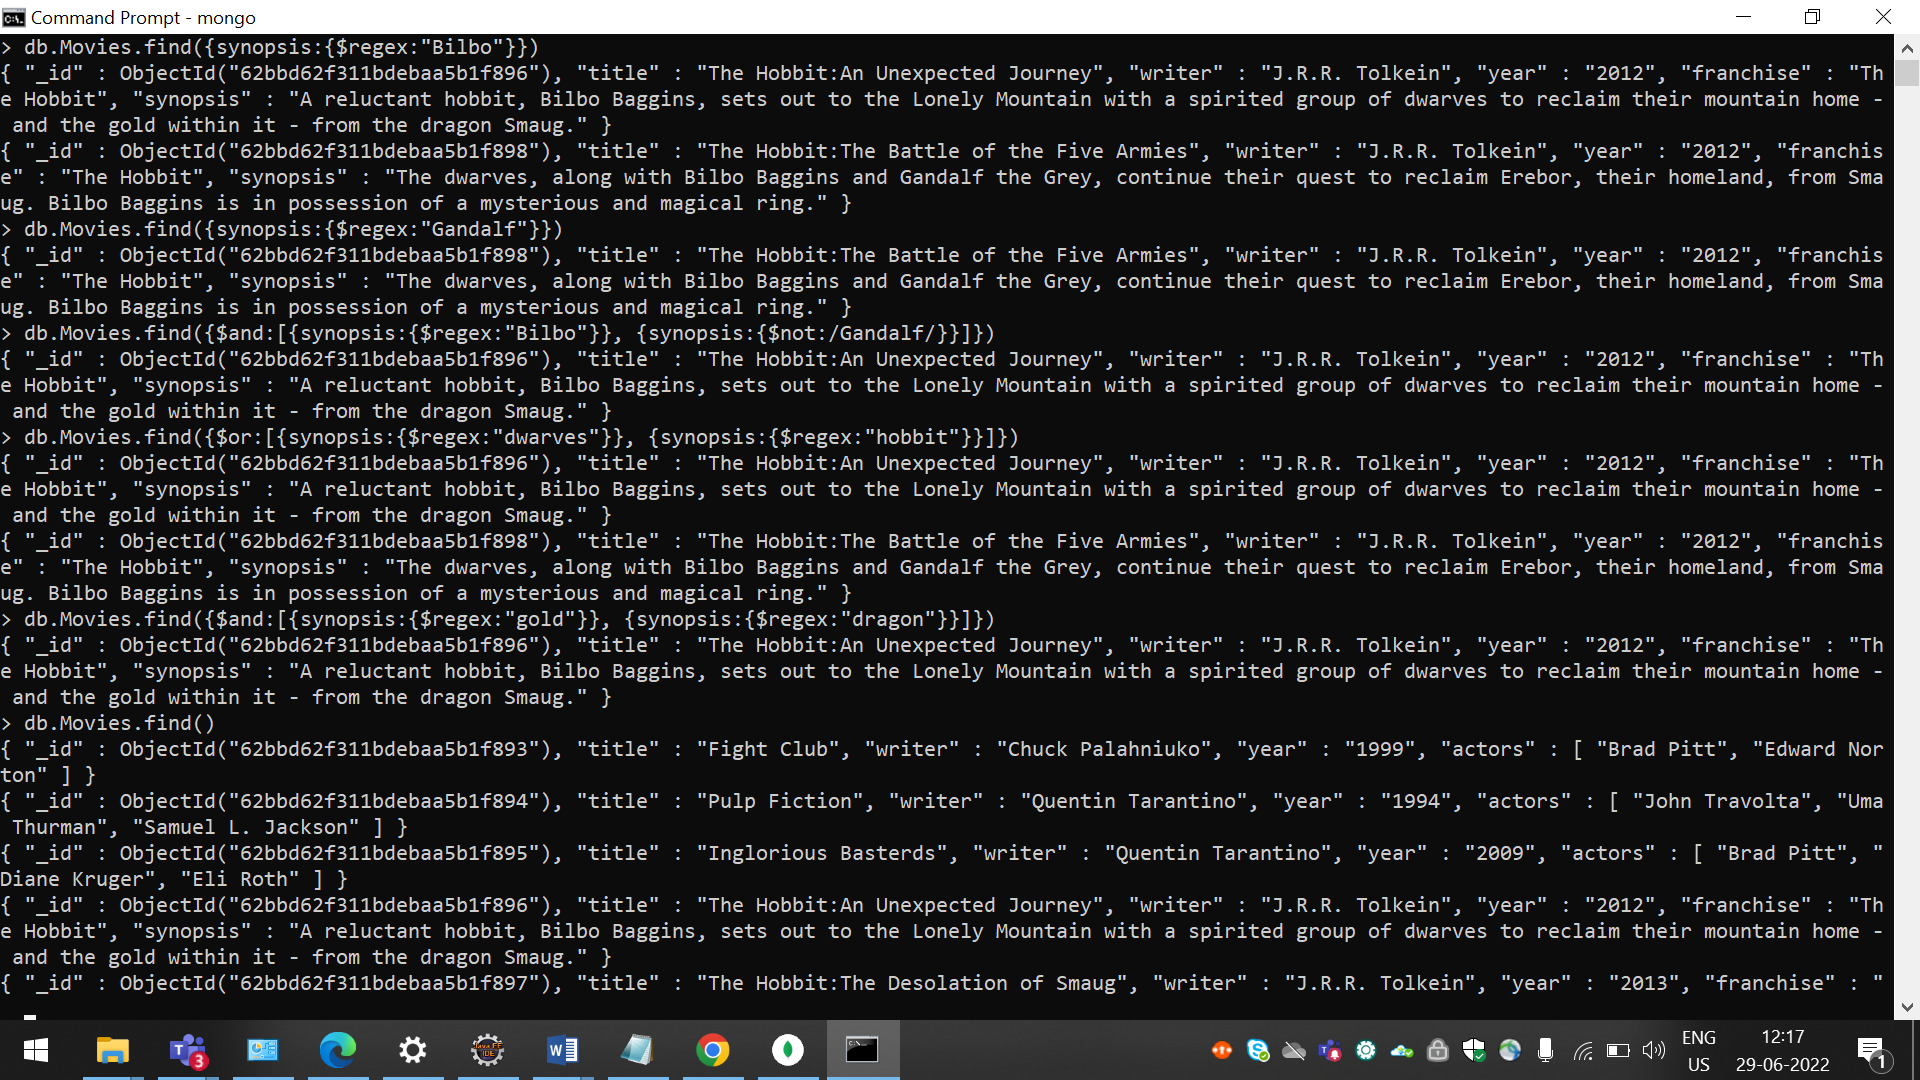 Command Prompt - mongo
> db.Movies.find({synopsis:{$regex:"Bilbo"}})
{ "_id" : ObjectId("62bbd62f311bdebaa5b1f896"), "title" : "The Hobbit:An Unexpected Journey", "writer" : "J.R.R. Tolkein", "year" : "2012", "franchise" : "Th
e Hobbit", "synopsis" : "A reluctant hobbit, Bilbo Baggins, sets out to the Lonely Mountain with a spirited group of dwarves to reclaim their mountain home -
 and the gold within it - from the dragon Smaug." }
{ "_id" : ObjectId("62bbd62f311bdebaa5b1f898"), "title" : "The Hobbit:The Battle of the Five Armies", "writer" : "J.R.R. Tolkein", "year" : "2012", "franchis
e" : "The Hobbit", "synopsis" : "The dwarves, along with Bilbo Baggins and Gandalf the Grey, continue their quest to reclaim Erebor, their homeland, from Sma
ug. Bilbo Baggins is in possession of a mysterious and magical ring." }
> db.Movies.find({synopsis:{$regex:"Gandalf"}})
{ "_id" : ObjectId("62bbd62f311bdebaa5b1f898"), "title" : "The Hobbit:The Battle of the Five Armies", "writer" : "J.R.R. Tolkein", "year" : "2012", "franchis
e" : "The Hobbit", "synopsis" : "The dwarves, along with Bilbo Baggins and Gandalf the Grey, continue their quest to reclaim Erebor, their homeland, from Sma
ug. Bilbo Baggins is in possession of a mysterious and magical ring." }
> db.Movies.find({$and:[{synopsis:{$regex:"Bilbo"}}, {synopsis:{$not:/Gandalf/}}]})
{ "_id" : ObjectId("62bbd62f311bdebaa5b1f896"), "title" : "The Hobbit:An Unexpected Journey", "writer" : "J.R.R. Tolkein", "year" : "2012", "franchise" : "Th
e Hobbit", "synopsis" : "A reluctant hobbit, Bilbo Baggins, sets out to the Lonely Mountain with a spirited group of dwarves to reclaim their mountain home -
 and the gold within it - from the dragon Smaug." }
> db.Movies.find({$or:[{synopsis:{$regex:"dwarves"}}, {synopsis:{$regex:"hobbit"}}]})
{ "_id" : ObjectId("62bbd62f311bdebaa5b1f896"), "title" : "The Hobbit:An Unexpected Journey", "writer" : "J.R.R. Tolkein", "year" : "2012", "franchise" : "Th
e Hobbit", "synopsis" : "A reluctant hobbit, Bilbo Baggins, sets out to the Lonely Mountain with a spirited group of dwarves to reclaim their mountain home -
 and the gold within it - from the dragon Smaug." }
{ "_id" : ObjectId("62bbd62f311bdebaa5b1f898"), "title" : "The Hobbit:The Battle of the Five Armies", "writer" : "J.R.R. Tolkein", "year" : "2012", "franchis
e" : "The Hobbit", "synopsis" : "The dwarves, along with Bilbo Baggins and Gandalf the Grey, continue their quest to reclaim Erebor, their homeland, from Sma
ug. Bilbo Baggins is in possession of a mysterious and magical ring." }
> db.Movies.find({$and:[{synopsis:{$regex:"gold"}}, {synopsis:{$regex:"dragon"}}]})
{ "_id" : ObjectId("62bbd62f311bdebaa5b1f896"), "title" : "The Hobbit:An Unexpected Journey", "writer" : "J.R.R. Tolkein", "year" : "2012", "franchise" : "Th
e Hobbit", "synopsis" : "A reluctant hobbit, Bilbo Baggins, sets out to the Lonely Mountain with a spirited group of dwarves to reclaim their mountain home -
 and the gold within it - from the dragon Smaug." }
> db.Movies.find()
{ "_id" : ObjectId("62bbd62f311bdebaa5b1f893"), "title" : "Fight Club", "writer" : "Chuck Palahniuko", "year" : "1999", "actors" : [ "Brad Pitt", "Edward Nor
ton" ] }
{ "_id" : ObjectId("62bbd62f311bdebaa5b1f894"), "title" : "Pulp Fiction", "writer" : "Quentin Tarantino", "year" : "1994", "actors" : [ "John Travolta", "Uma
 Thurman", "Samuel L. Jackson" ] }
{ "_id" : ObjectId("62bbd62f311bdebaa5b1f895"), "title" : "Inglorious Basterds", "writer" : "Quentin Tarantino", "year" : "2009", "actors" : [ "Brad Pitt", "
Diane Kruger", "Eli Roth" ] }
{ "_id" : ObjectId("62bbd62f311bdebaa5b1f896"), "title" : "The Hobbit:An Unexpected Journey", "writer" : "J.R.R. Tolkein", "year" : "2012", "franchise" : "Th
e Hobbit", "synopsis" : "A reluctant hobbit, Bilbo Baggins, sets out to the Lonely Mountain with a spirited group of dwarves to reclaim their mountain home -
 and the gold within it - from the dragon Smaug." }
{ "_id" : ObjectId("62bbd62f311bdebaa5b1f897"), "title" : "The Hobbit:The Desolation of Smaug", "writer" : "J.R.R. Tolkein", "year" : "2013", "franchise" : "
3
Java EE
IDE
ENG
US
12:17
29-06-2022
1